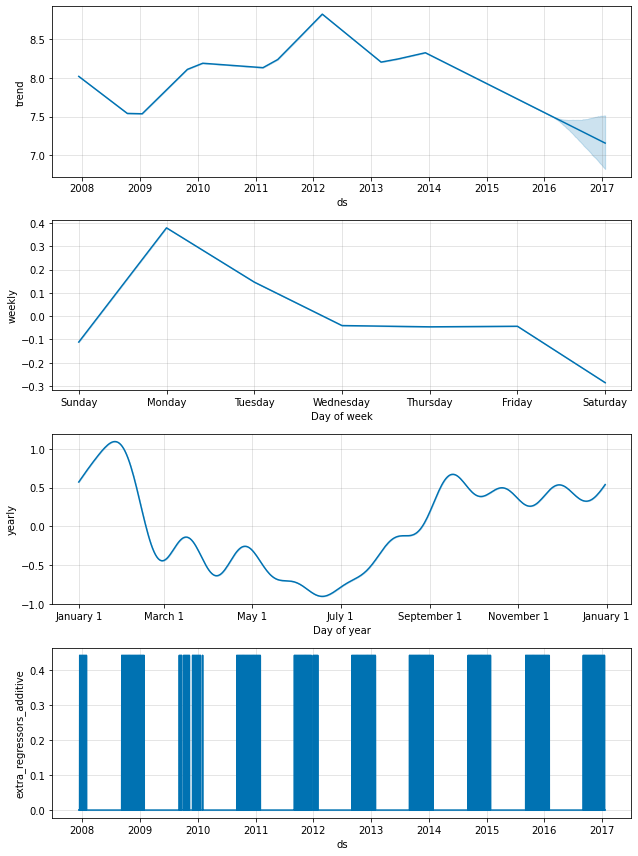 8.5
8.0
7.5
7.0
trend
2008 2009 2010 2011 2012 2013 2014 2015 2016 2017
ds
0.4
0.3
0.2
0.1
0.0
−0.1
−0.2
−0.3
weekly
Sunday Monday Tuesday Wednesday Thursday Friday Saturday
Day of week
1.0
0.5
0.0
−0.5
−1.0
yearly
January 1 March 1 May 1 July 1 September 1 November 1 January 1
Day of year
0.4
0.3
0.2
0.1
0.0
extra_regressors_additive
2008 2009 2010 2011 2012 2013 2014 2015 2016 2017
ds